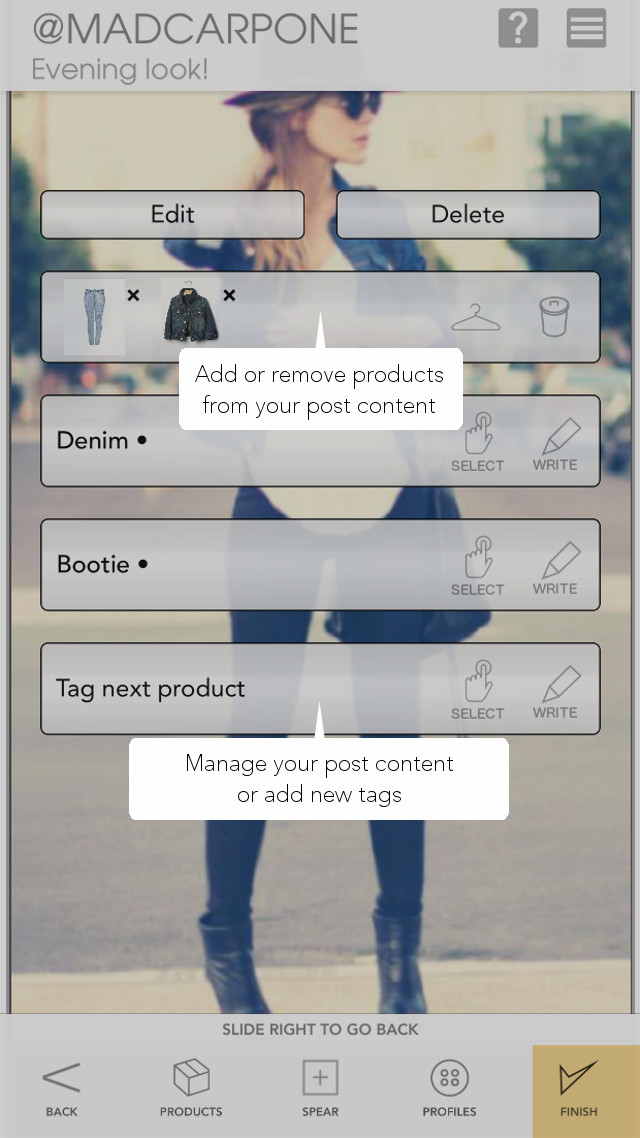 @MADCARPONE
?
Evening look!
Edit
Delete
Add or remove products
from your post content
Denim •
SELECT
WRITE
Bootie •
SELECT
WRITE
Tag next product
SELECT
WRITE
Manage your post content
or add new tags
SLIDE RIGHT TO GO BACK
BACK
PRODUCTS
SPEAR
PROFILES
FINISH